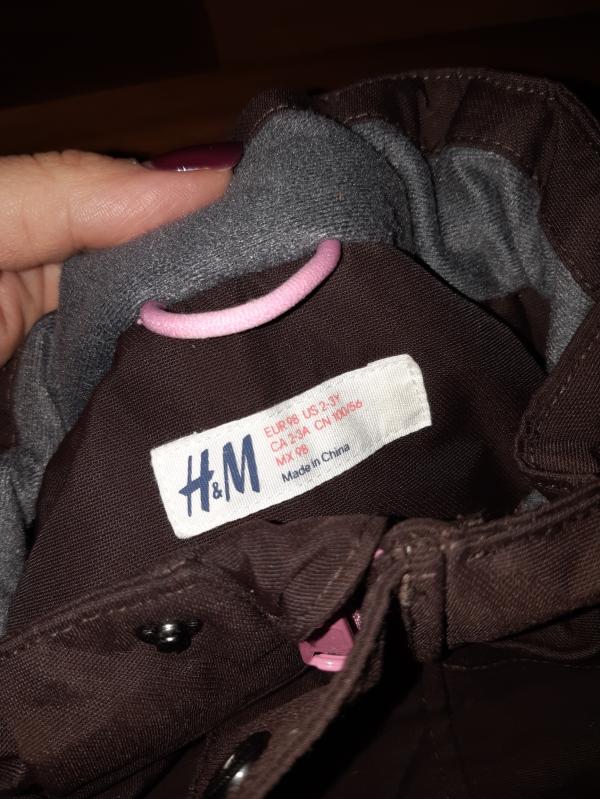 H&M
EUR 98 US 2-3Y
CA 2-3A CN 100/56
MX 98
Made in China